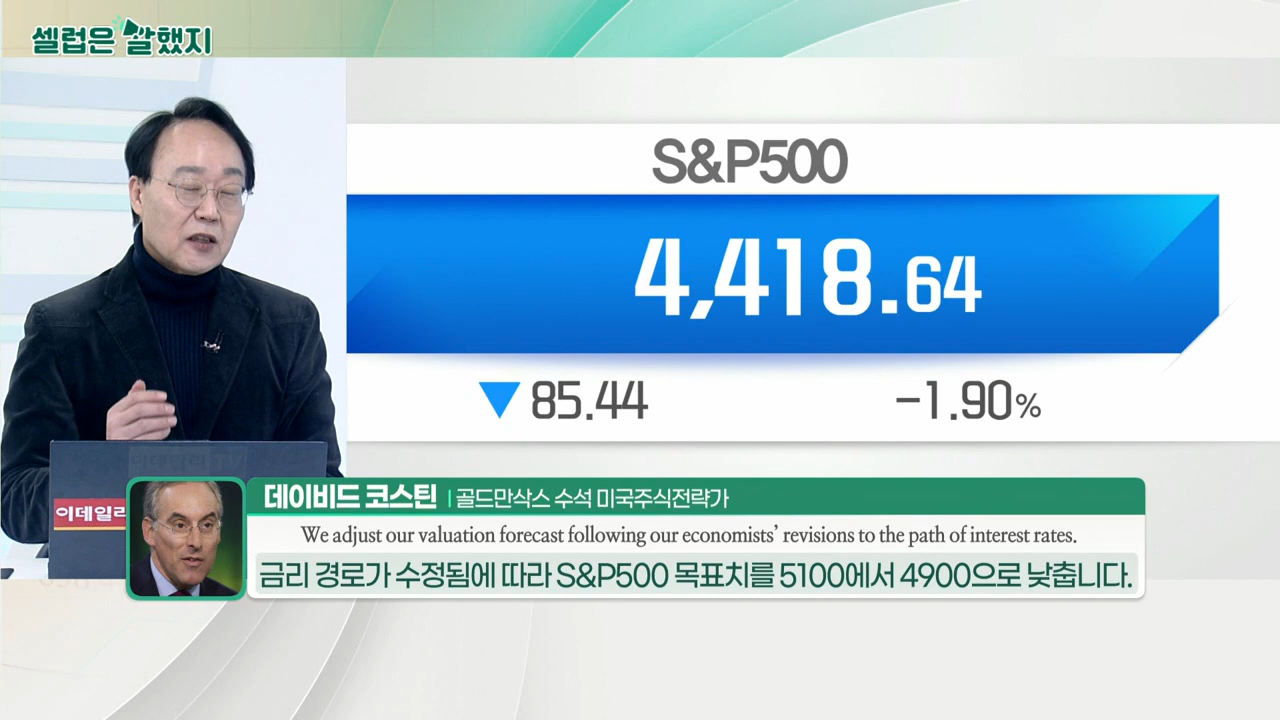 셀럽은 말했지
S&P500
4,418.64
▼ 85.44 -1.90%
이데일리
데이비드 코스틴 | 골드만삭스 수석 미국주식전략가
We adjust our valuation forecast following our economists' revisions to the path of interest rates.
금리 경로가 수정됨에 따라 S&P500 목표치를 5100에서 4900으로 낮춥니다.